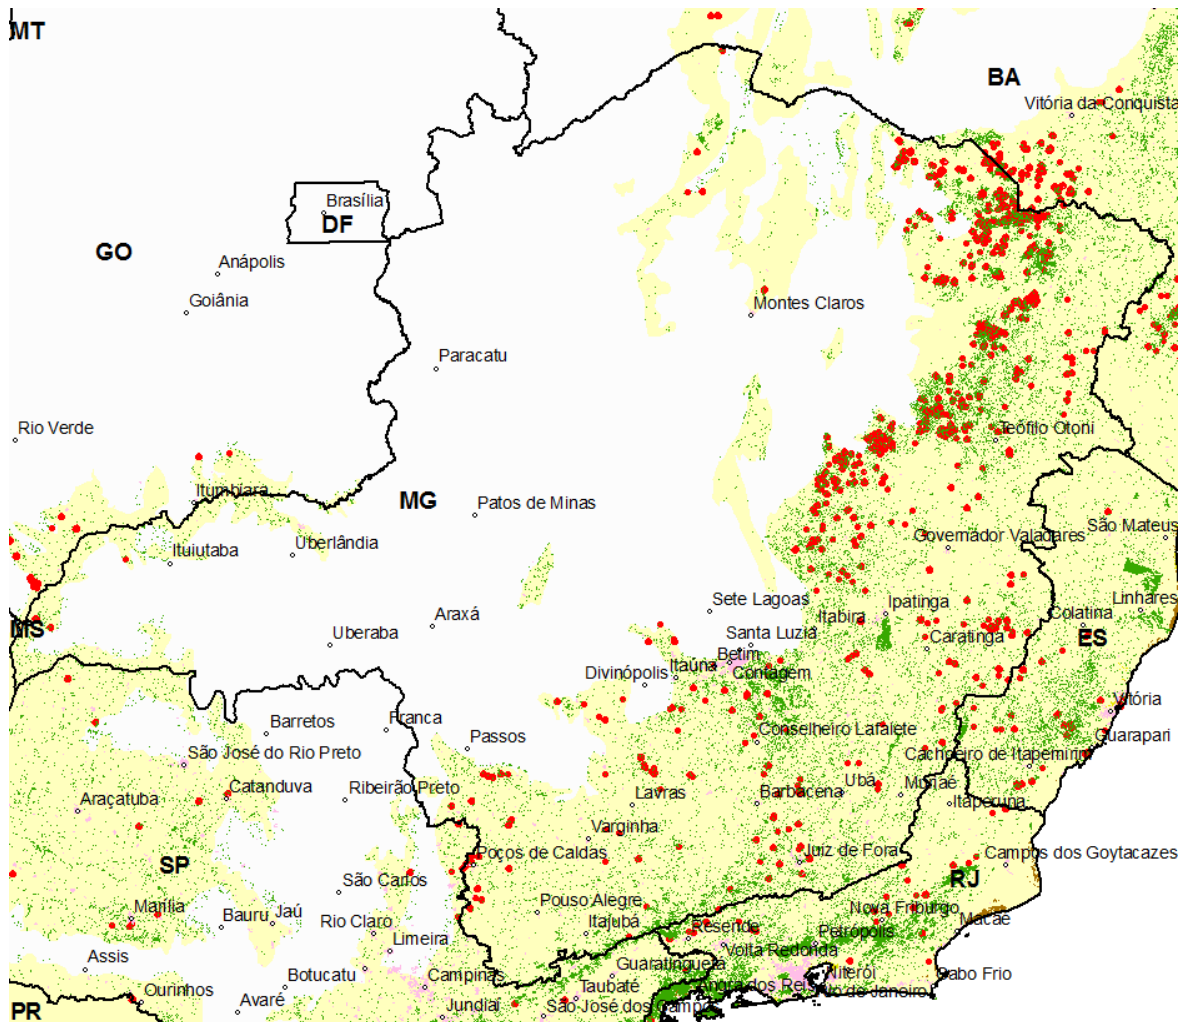 MT
BA
Vitória da Conquista
Brasília
DF
GO
Anápolis
Goiânia
Montes Claros
Paracatu
Rio Verde
Teófilo Otoni
Itumbiara
MG
Patos de Minas
São Mateus
Governador Valadares
Uberlândia
Ituiutaba
Sete Lagoas
Ipatinga
Linhares
Itabira
Araxá
Colatina
MS
Uberaba
Santa Luzia
Caratinga
ES
Betim
Itaúna
Divinópolis
Contagem
Vitória
Franca
Barretos
Conselheiro Lafaiete
Guarapari
Passos
São José do Rio Preto
Cachoeiro de Itapemirim
Catanduva
Ribeirão Preto
Ubá
Muriaé
Araçatuba
Lavras
Barbacena
Itaperuna
Varginha
SP
Poços de Caldas
Juiz de Fora
Campos dos Goytacazes
São Carlos
RJ
Marília
Bauru
Jaú
Rio Claro
Pouso Alegre
Nova Friburgo
Itajubá
Resende
Petrópolis
Macaé
Limeira
Volta Redonda
Assis
Botucatu
Campinas
Guaratinguetá
Niterói
Cabo Frio
Ourinhos
Avaré
Taubaté
Angra dos Reis
Rio de Janeiro
PR
Jundiaí
São José dos Campos